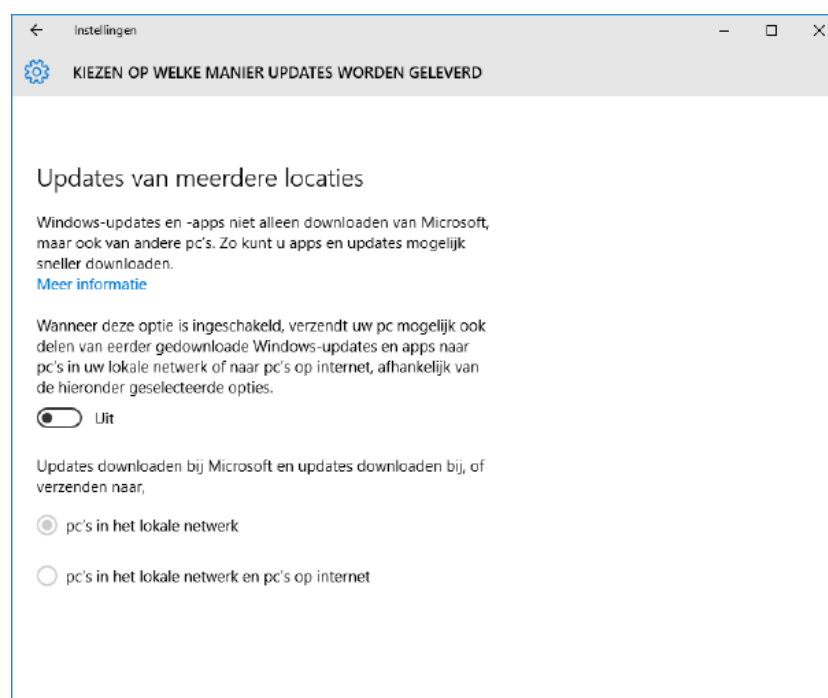 Instellingen
KIEZEN OP WELKE MANIER UPDATES WORDEN GELEVERD
Updates van meerdere locaties
Windows-updates en -apps niet alleen downloaden van Microsoft,
maar ook van andere pc's. Zo kunt u apps en updates mogelijk
sneller downloaden.
Meer informatie
Wanneer deze optie is ingeschakeld, verzendt uw pc mogelijk ook
delen van eerder gedownloade Windows-updates en apps naar
pc's in uw lokale netwerk of naar pc's op internet, afhankelijk van
de hieronder geselecteerde opties.
Uit
Updates downloaden bij Microsoft en updates downloaden bij, of
verzenden naar,
pc's in het lokale netwerk
pc's in het lokale netwerk en pc's op internet